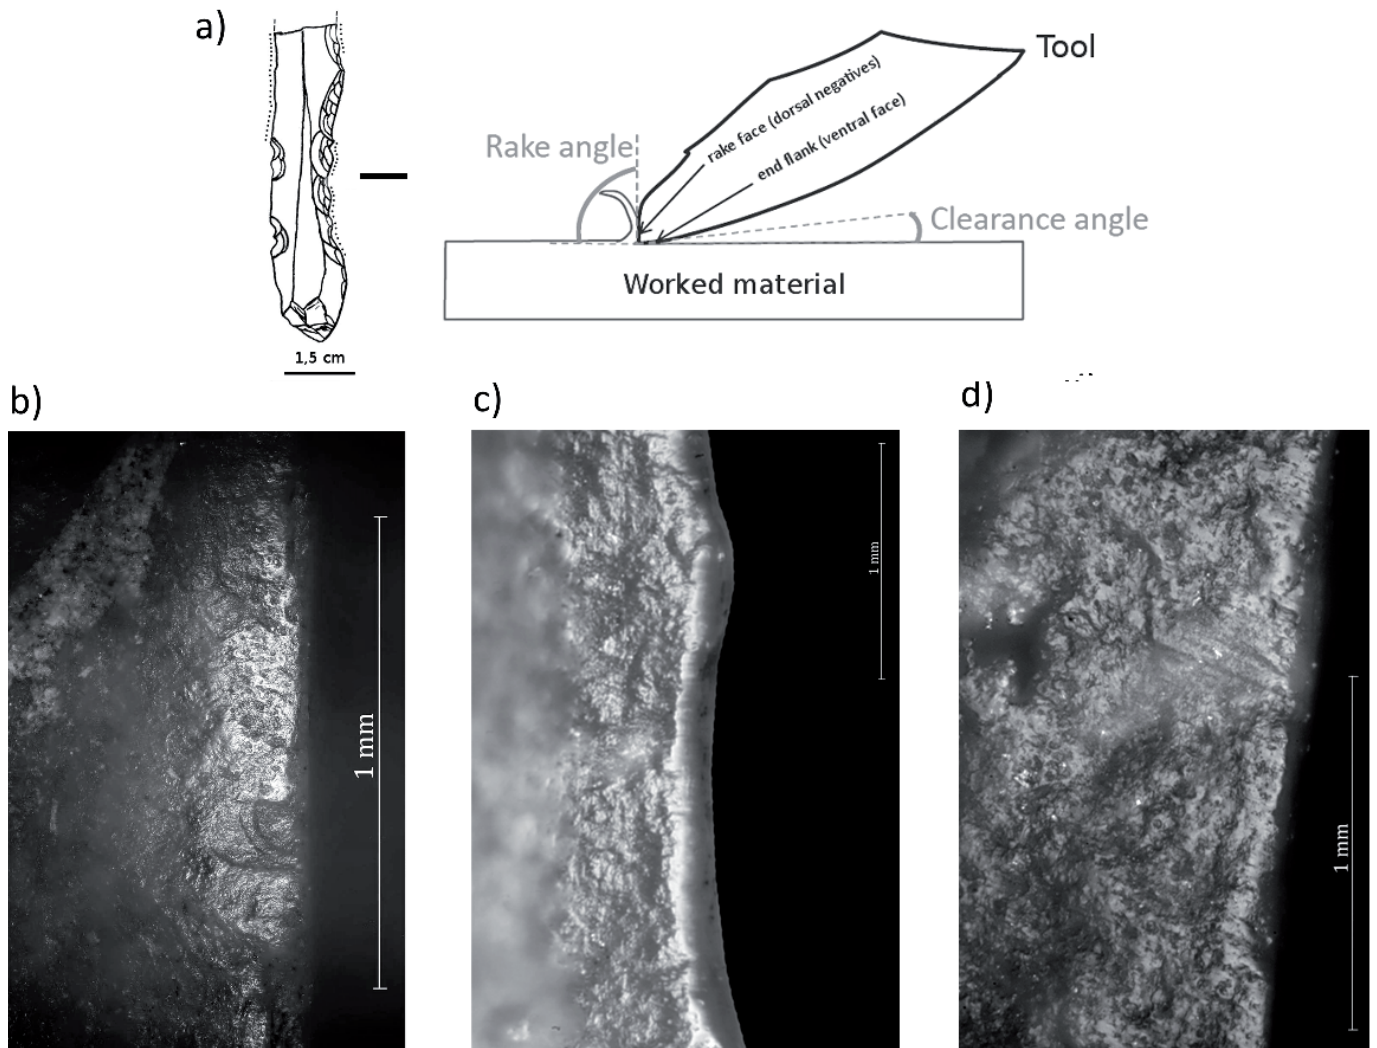 a)
Tool
rake face (dorsal negatives)
end flank (ventral face)
Rake angle
Clearance angle
Worked material
1,5 cm
b)
c)
d)
1 mm
1 mm
1 mm